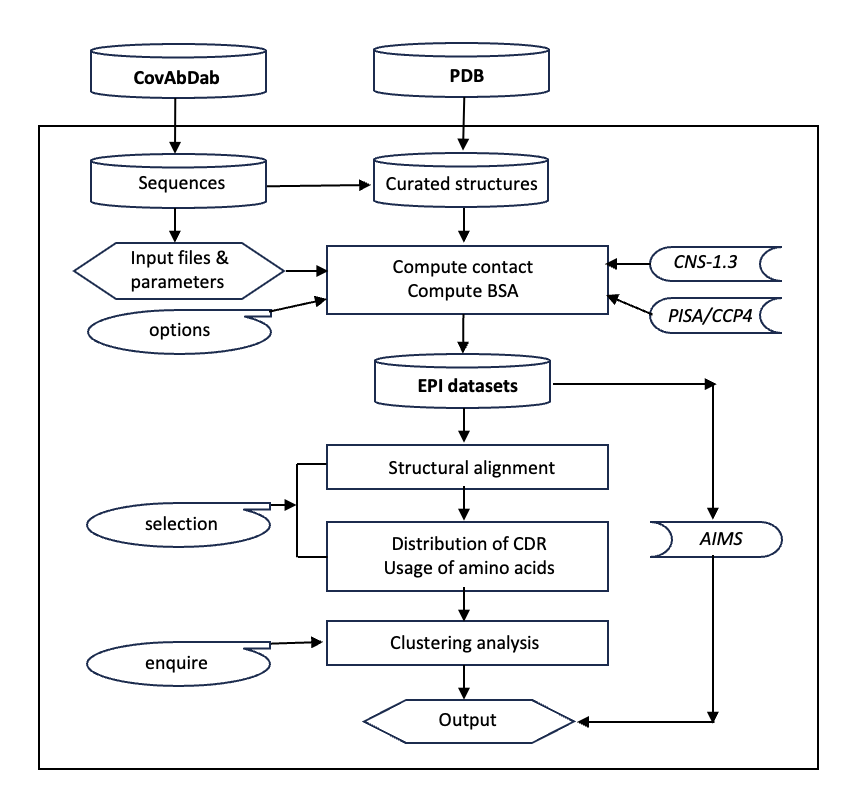 CovAbDab
PDB
Sequences
Curated structures
Input files &
parameters
Compute contact
Compute BSA
CNS-1.3
options
PISA/CCP4
EPI datasets
Structural alignment
selection
Distribution of CDR
Usage of amino acids
AIMS
Clustering analysis
enquire
Output